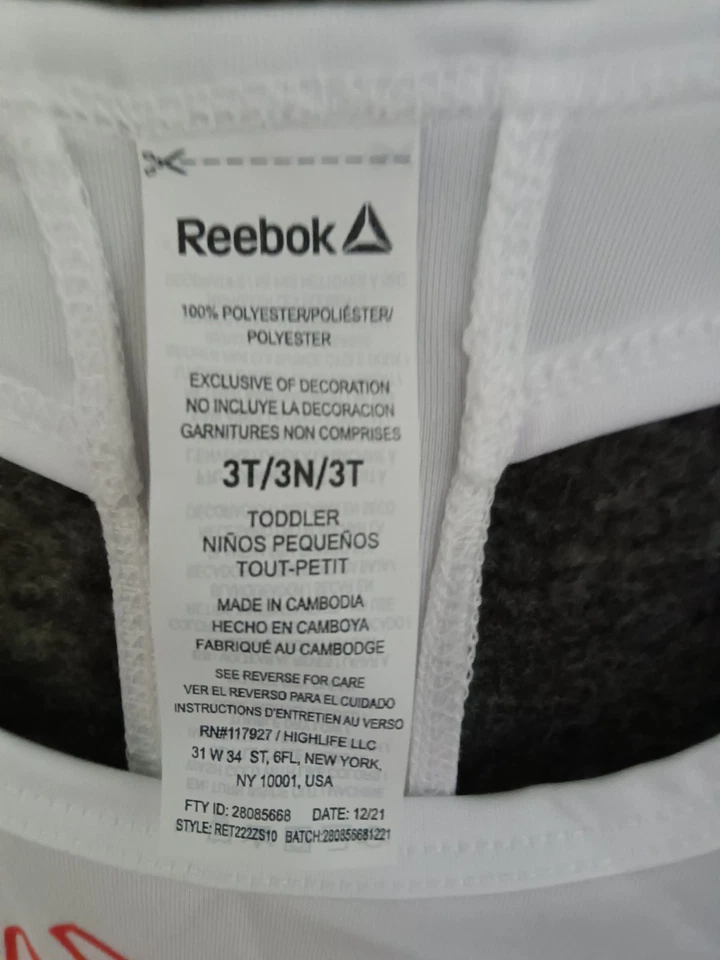 Reebok
100% POLYESTER/POLIÉSTER/
POLYESTER
EXCLUSIVE OF DECORATION
NO INCLUYE LA DECORACION
GARNITURES NON COMPRISES
3T/3N/3T
TODDLER
NIÑOS PEQUEÑOS
TOUT-PETIT
MADE IN CAMBODIA
HECHO EN CAMBOYA
FABRIQUÉ AU CAMBODGE
SEE REVERSE FOR CARE
VER EL REVERSO PARA EL CUIDADO
INSTRUCTIONS D'ENTRETIEN AU VERSO
RN#117927 / HIGHLIFE LLC
31 W 34 ST, 6FL, NEW YORK,
NY 10001, USA
FTY ID: 28085668 DATE: 12/21
STYLE: RET222ZS10 BATCH:280856681221